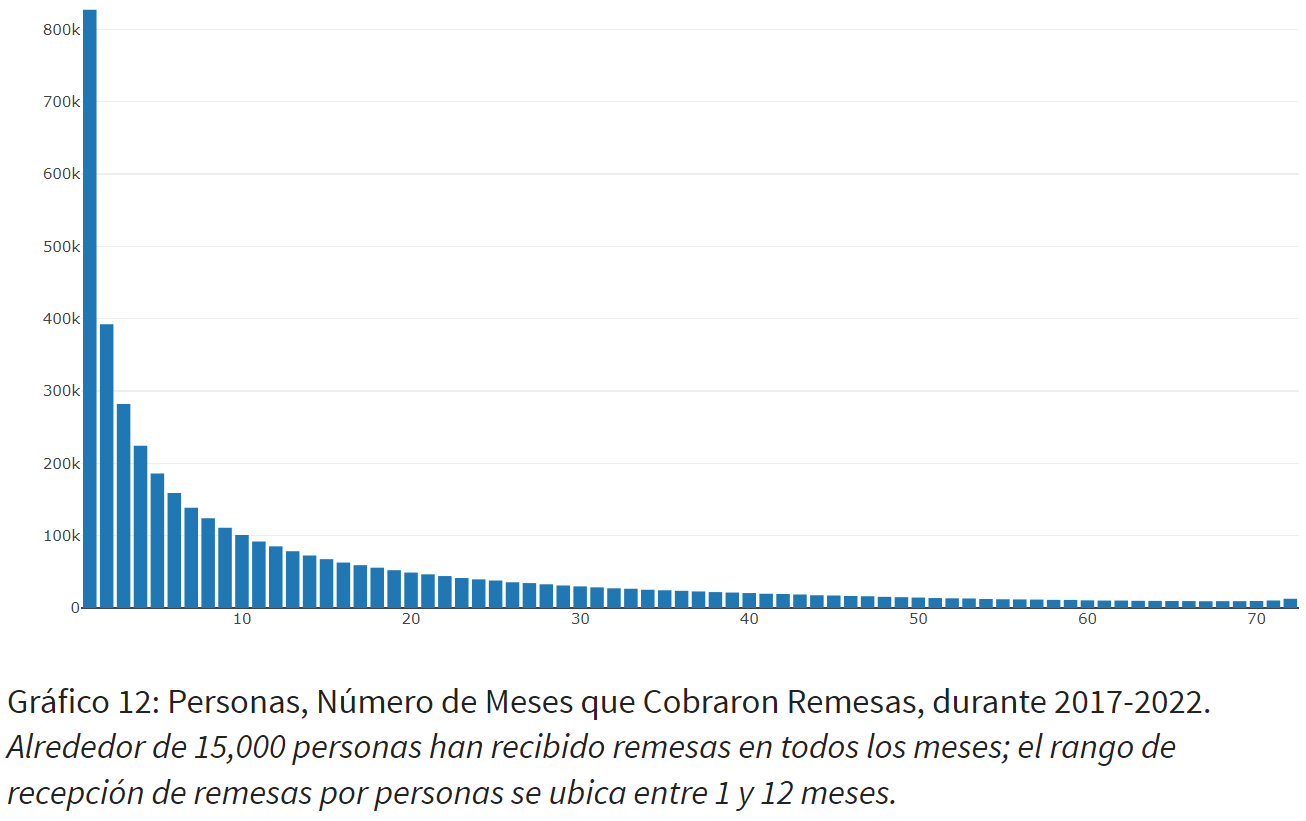 800k
700k
600k
500k
400k
300k
200k
100k
0
10 20 30 40 50 60 70
Gráfico 12: Personas, Número de Meses que Cobraron Remesas, durante 2017-2022.
Alrededor de 15,000 personas han recibido remesas en todos los meses; el rango de
recepción de remesas por personas se ubica entre 1 y 12 meses.